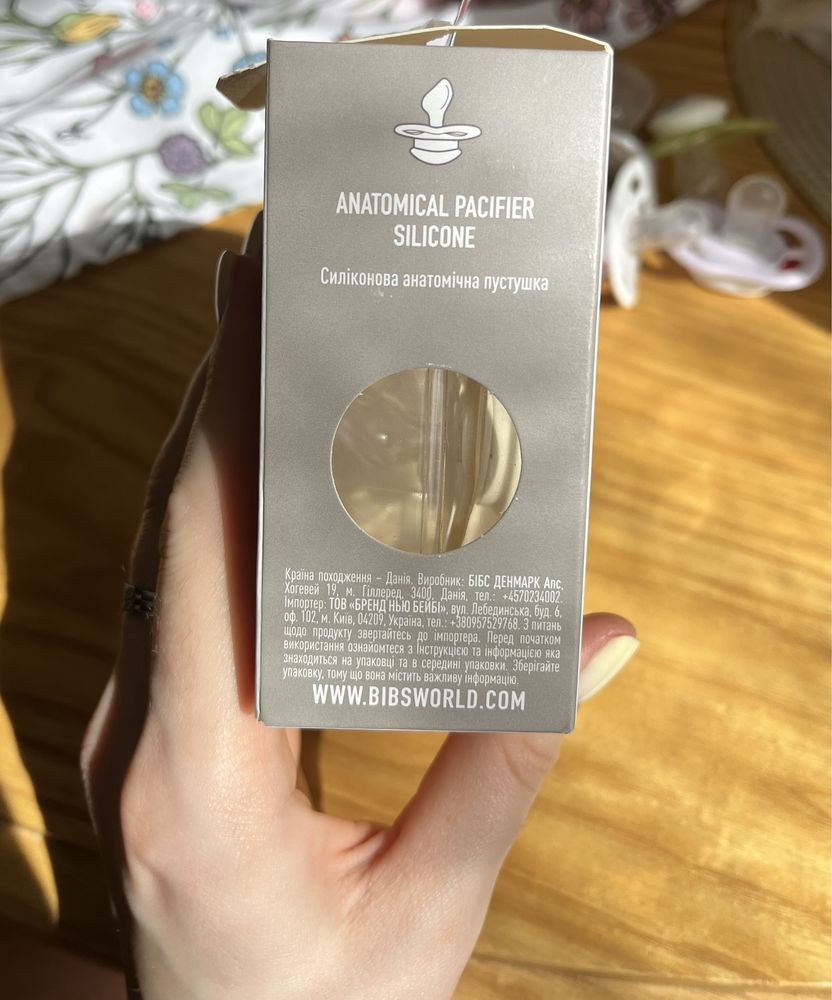 ANATOMICAL PACIFIER
SILICONE
Силіконова анатомічна пустушка
Країна походження – Данія. Виробник: БІБС ДЕНМАРК Апс,
Хогевей 19, м. Гіллеред, 3400, Данія, тел.: +4570234002.
Імпортер: ТОВ «БРЕНД НЬЮ БЕЙБІ», вул. Лебединська, буд. 6,
оф. 102, м. Київ, 04209, Україна, тел.: +380957529768. З питань
щодо продукту звертайтесь до імпортера. Перед початком
використання ознайомтеся з Інструкцією та інформацією яка
знаходиться на упаковці та в середині упаковки. Зберігайте
упаковку, тому що вона містить важливу інформацію.
WWW.BIBSWORLD.COM